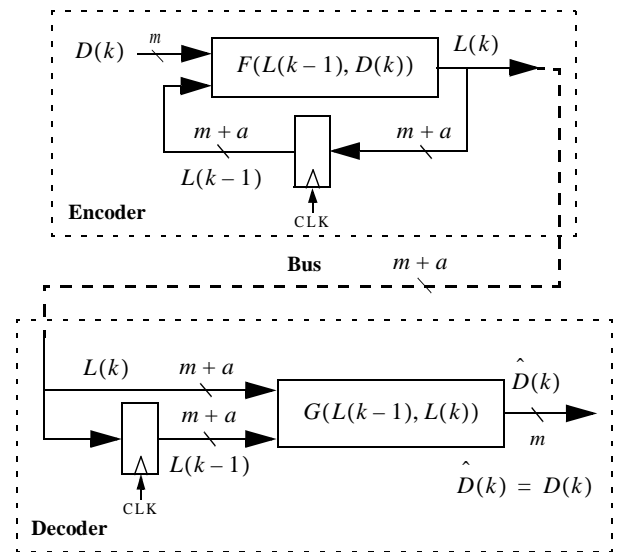 D(k)
m
F(L(k – 1), D(k))
L(k)
m + a
m + a
L(k – 1)
CLK
Encoder
Bus
m + a
L(k)
m + a
G(L(k – 1), L(k))
D̂(k)
m
m + a
L(k – 1)
CLK
D̂(k) = D(k)
Decoder